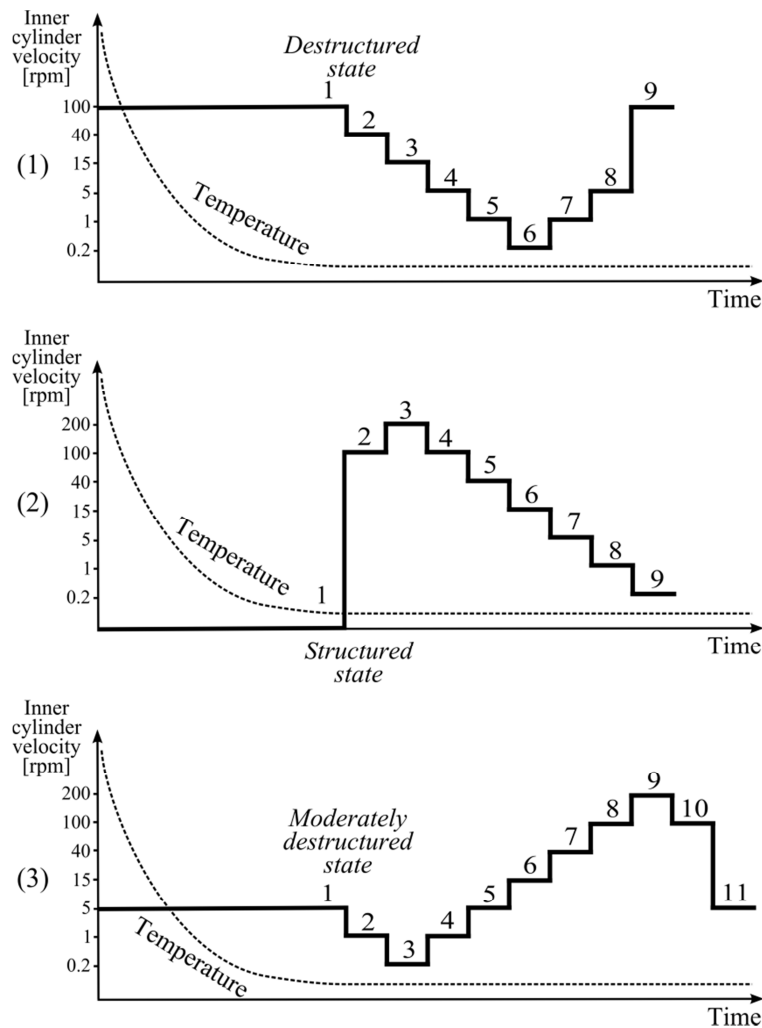 Inner
cylinder
velocity
[rpm]
Destructured
state
100
40
15
5
1
0.2
(1)
1
2
3
4
5
6
7
8
9
Temperature
Time
Inner
cylinder
velocity
[rpm]
200
100
40
15
5
1
0.2
(2)
1
2
3
4
5
6
7
8
9
Temperature
Time
Structured
state
Inner
cylinder
velocity
[rpm]
200
100
40
15
5
1
0.2
(3)
Moderately
destructured
state
1
2
3
4
5
6
7
8
9
10
11
Temperature
Time